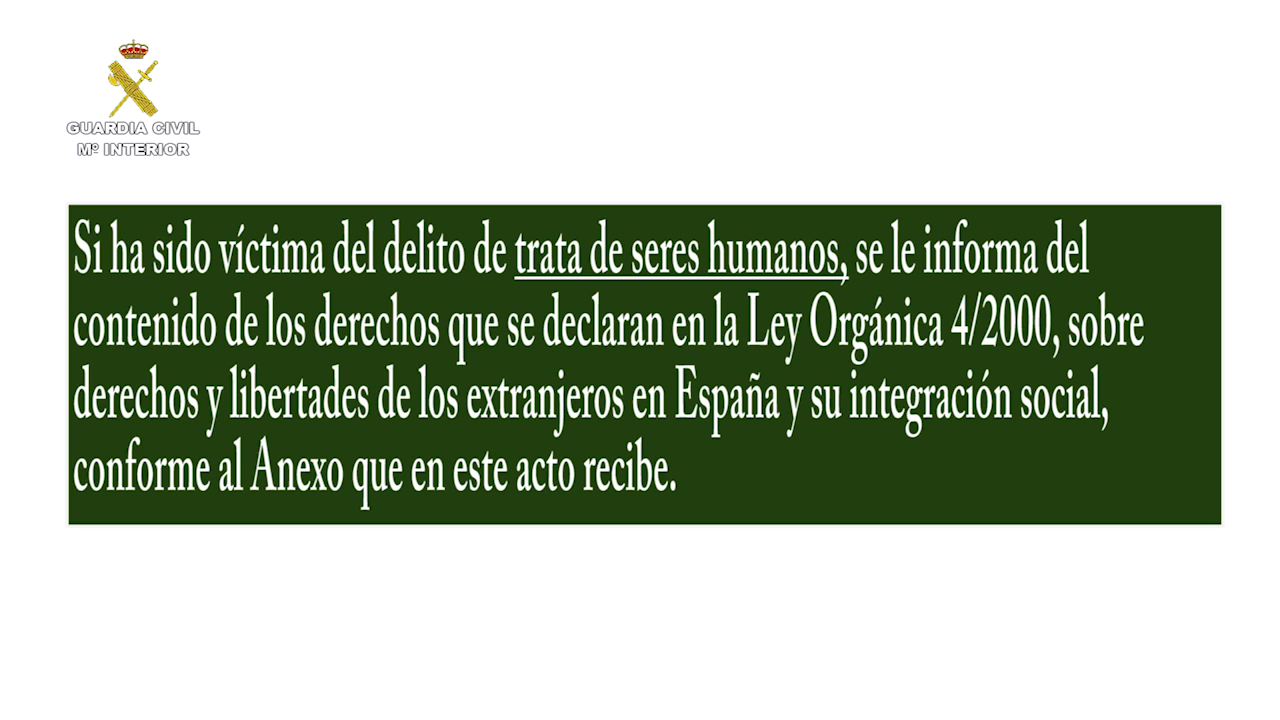 GUARDIA CIVIL
Mº INTERIOR
Si ha sido víctima del delito de trata de seres humanos, se le informa del
contenido de los derechos que se declaran en la Ley Orgánica 4/2000, sobre
derechos y libertades de los extranjeros en España y su integración social,
conforme al Anexo que en este acto recibe.